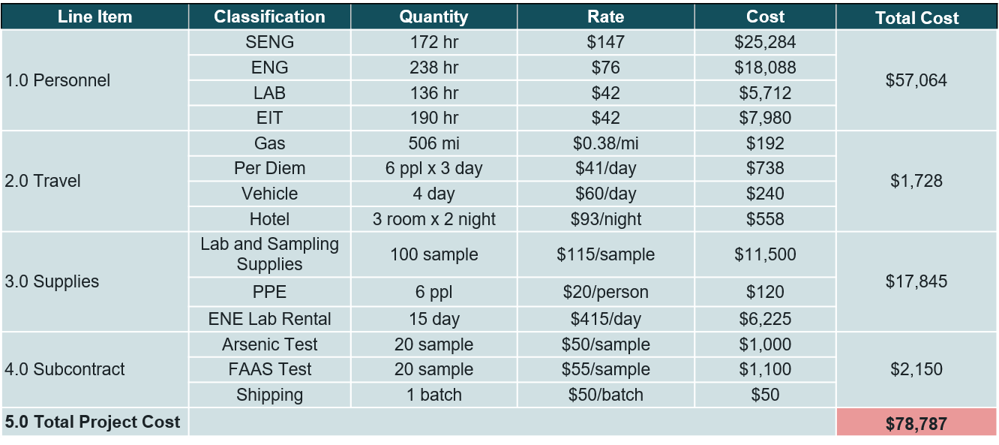 Line Item Classification Quantity Rate Cost Total Cost
1.0 Personnel SENG 172 hr $147 $25,284 $57,064
ENG 238 hr $76 $18,088
LAB 136 hr $42 $5,712
EIT 190 hr $42 $7,980
2.0 Travel Gas 506 mi $0.38/mi $192 $1,728
Per Diem 6 ppl x 3 day $41/day $738
Vehicle 4 day $60/day $240
Hotel 3 room x 2 night $93/night $558
3.0 Supplies Lab and Sampling
Supplies 100 sample $115/sample $11,500 $17,845
PPE 6 ppl $20/person $120
ENE Lab Rental 15 day $415/day $6,225
4.0 Subcontract Arsenic Test 20 sample $50/sample $1,000 $2,150
FAAS Test 20 sample $55/sample $1,100
Shipping 1 batch $50/batch $50
5.0 Total Project Cost $78,787